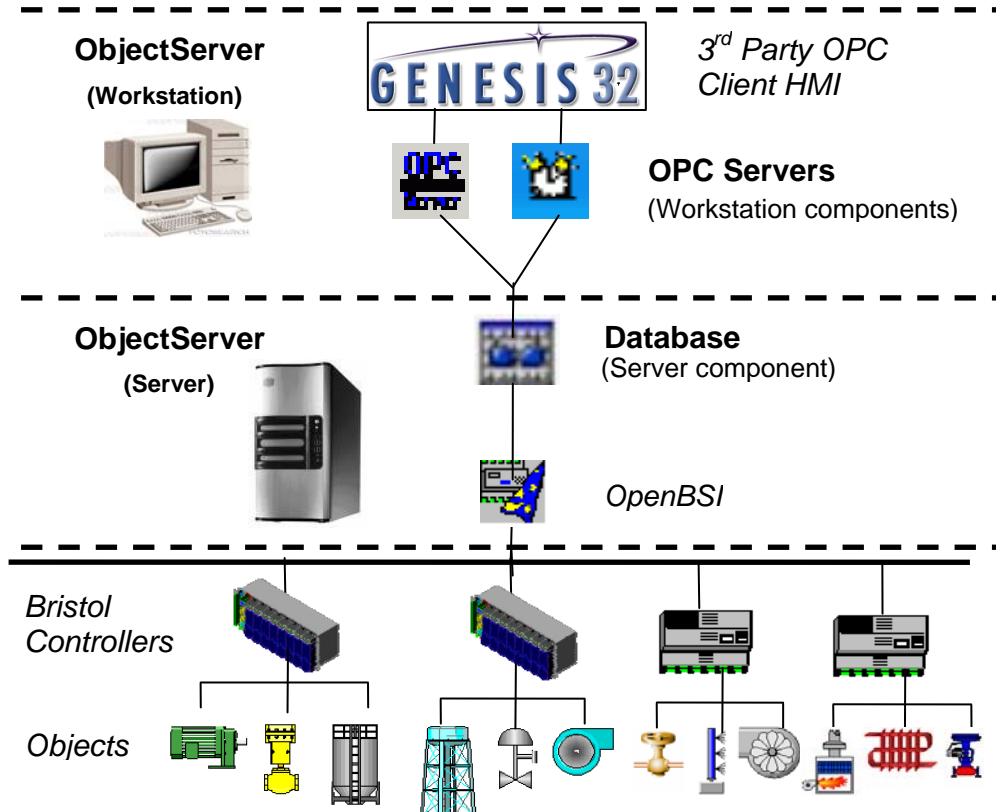 ObjectServer
(Workstation)
GENESIS 32
3rd Party OPC
Client HMI
OPC
OPC Servers
(Workstation components)
ObjectServer
(Server)
Database
(Server component)
OpenBSI
Bristol
Controllers
Objects